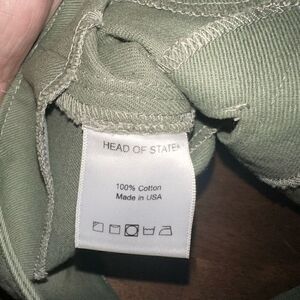 HEAD OF STATE
100% Cotton
Made in USA